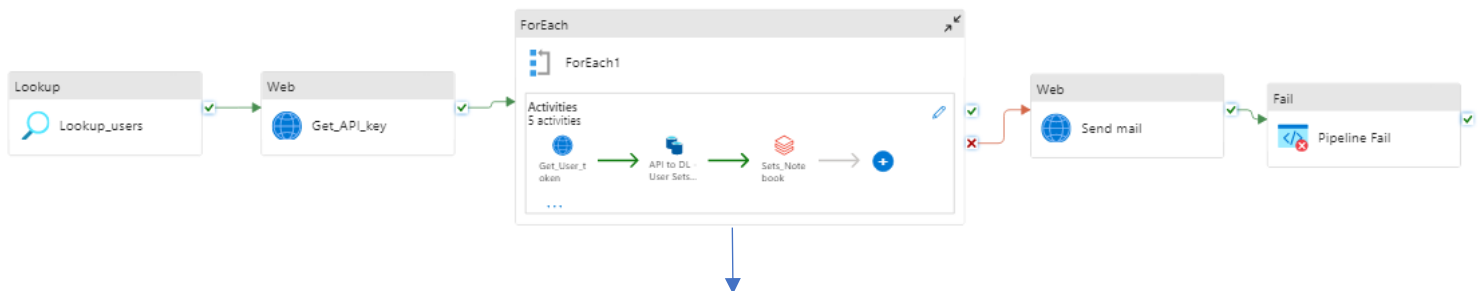 Lookup
Lookup_users
Web
Get_API_key
ForEach
ForEach1
Activities
5 activities
Get_User_t
oken
API to DL -
User Sets...
Sets_Note
book
...
Web
Send mail
Fail
Pipeline Fail